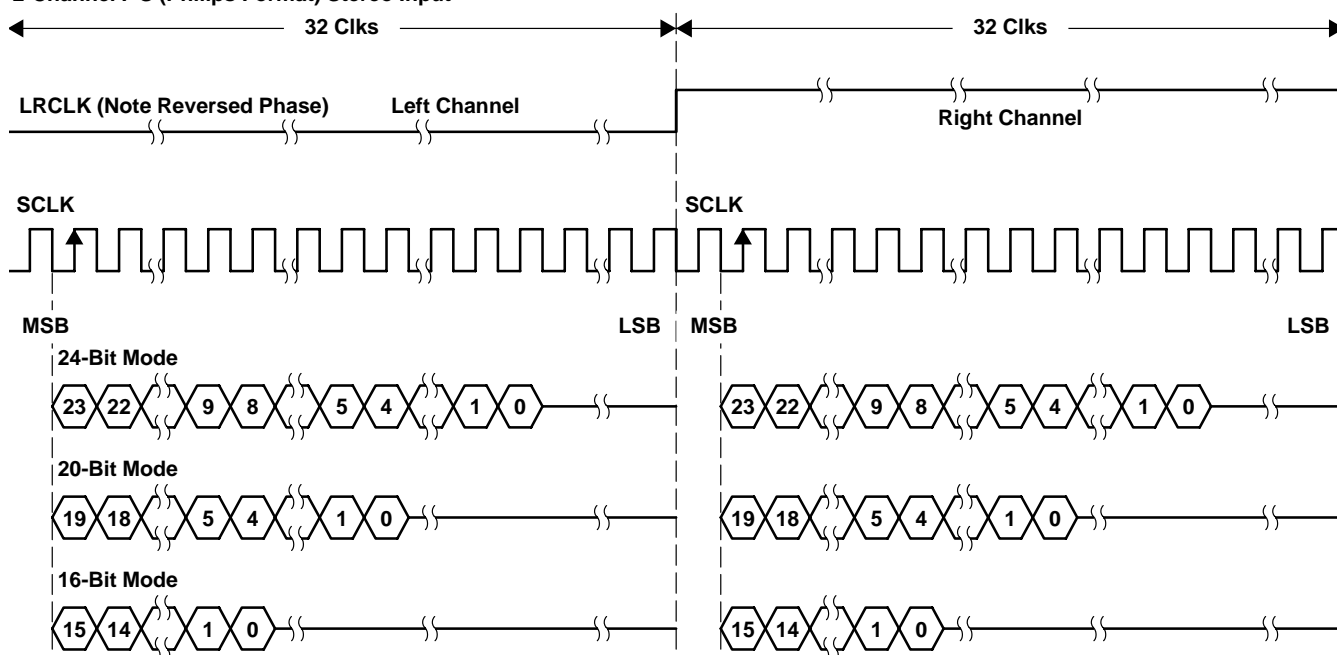 32 Clks 32 Clks
LRCLK (Note Reversed Phase) Left Channel
Right Channel
SCLK SCLK
MSB LSB MSB LSB
24-Bit Mode
23 22 9 8 5 4 1 0 23 22 9 8 5 4 1 0
20-Bit Mode
19 18 5 4 1 0 19 18 5 4 1 0
16-Bit Mode
15 14 1 0 15 14 1 0